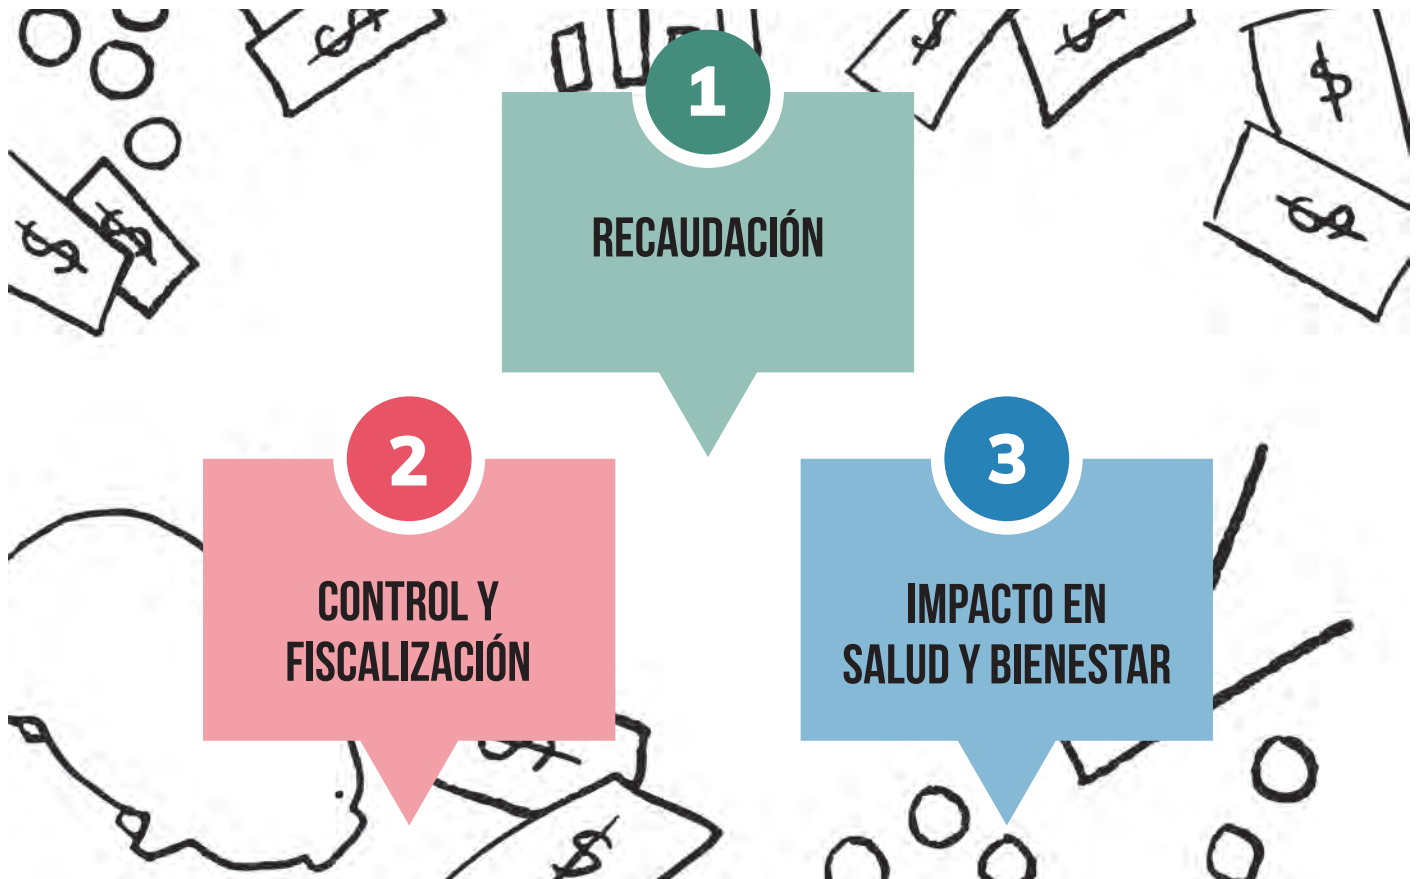 1
RECAUDACIÓN
2
CONTROL Y
FISCALIZACIÓN
3
IMPACTO EN
SALUD Y BIENESTAR
$
$
$
$
$
$
$
$